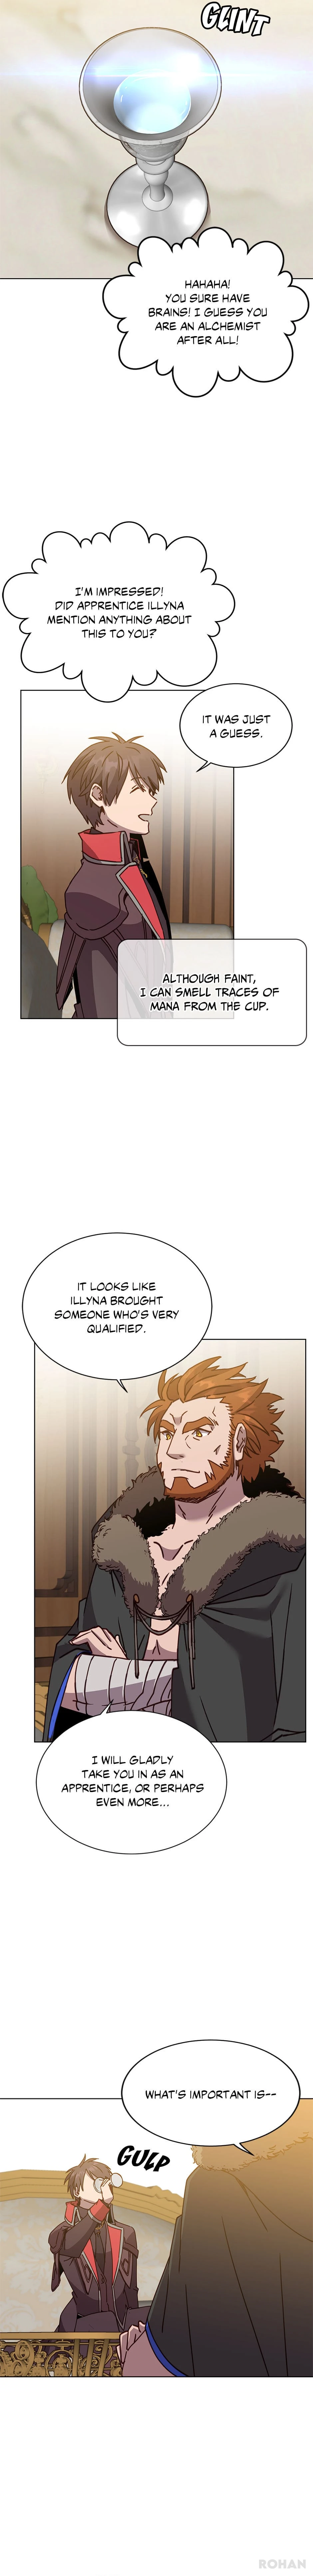 GLINT
HAHAHA!
YOU SURE HAVE
BRAINS! I GUESS YOU
ARE AN ALCHEMIST
AFTER ALL!
I'M IMPRESSED!
DID APPRENTICE ILLYNA
MENTION ANYTHING ABOUT
THIS TO YOU?
IT WAS JUST
A GUESS.
ALTHOUGH FAINT,
I CAN SMELL TRACES OF
MANA FROM THE CUP.
IT LOOKS LIKE
ILLYNA BROUGHT
SOMEONE WHO'S VERY
QUALIFIED.
I WILL GLADLY
TAKE YOU IN AS AN
APPRENTICE, OR PERHAPS
EVEN MORE...
WHAT'S IMPORTANT IS--
GULP
ROHAN